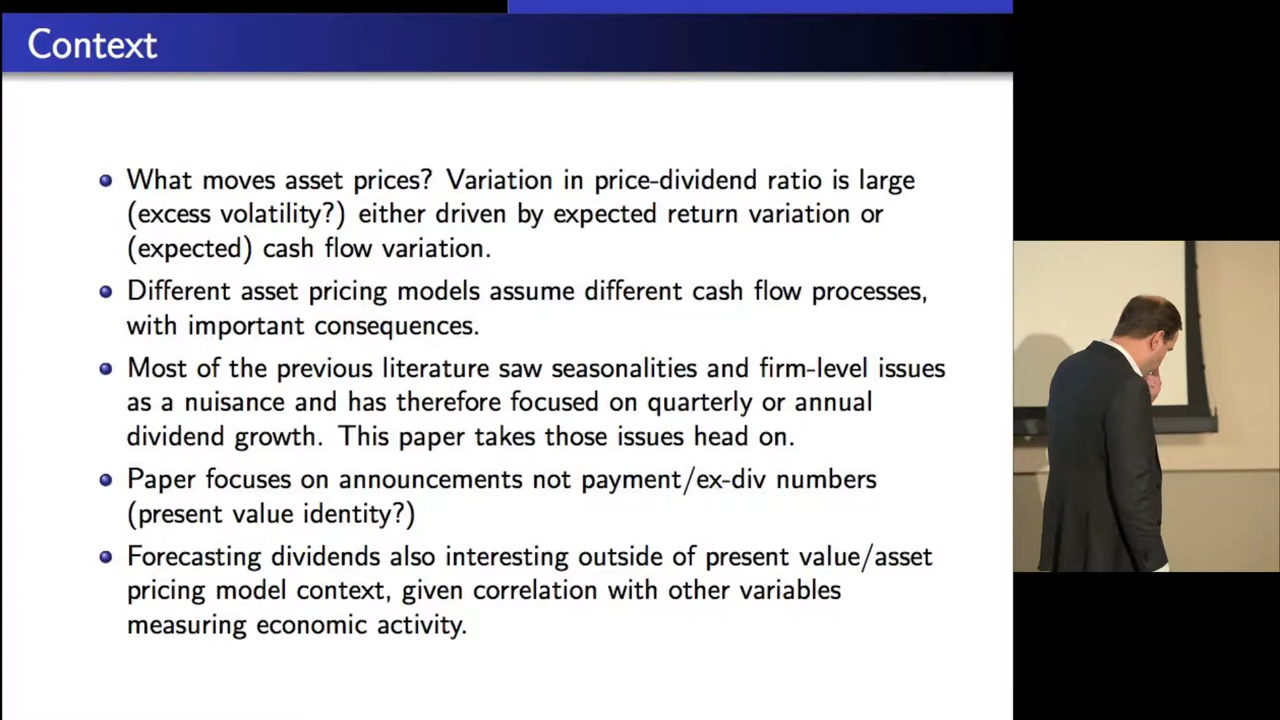 Context
What moves asset prices? Variation in price-dividend ratio is large
(excess volatility?) either driven by expected return variation or
(expected) cash flow variation.
Different asset pricing models assume different cash flow processes,
with important consequences.
Most of the previous literature saw seasonalities and firm-level issues
as a nuisance and has therefore focused on quarterly or annual
dividend growth. This paper takes those issues head on.
Paper focuses on announcements not payment/ex-div numbers
(present value identity?)
Forecasting dividends also interesting outside of present value/asset
pricing model context, given correlation with other variables
measuring economic activity.